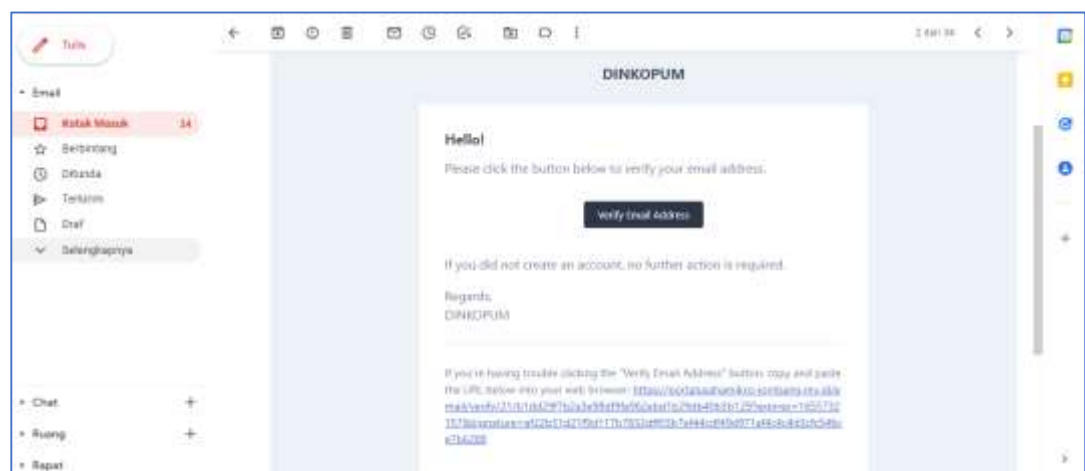 Tulis
Email
Kotak Masuk 24
Berbintang
Ditunda
Terkirim
Draf
Selengkapnya
Chat
Ruang
Rapat
DINKOPUM
Hello!
Please click the button below to verify your email address.
Verify Email Address
If you did not create an account, no further action is required.
Regards,
DINKOPUM
If you're having trouble clicking the "Verify Email Address" button, copy and paste
the URL below into your web browser: